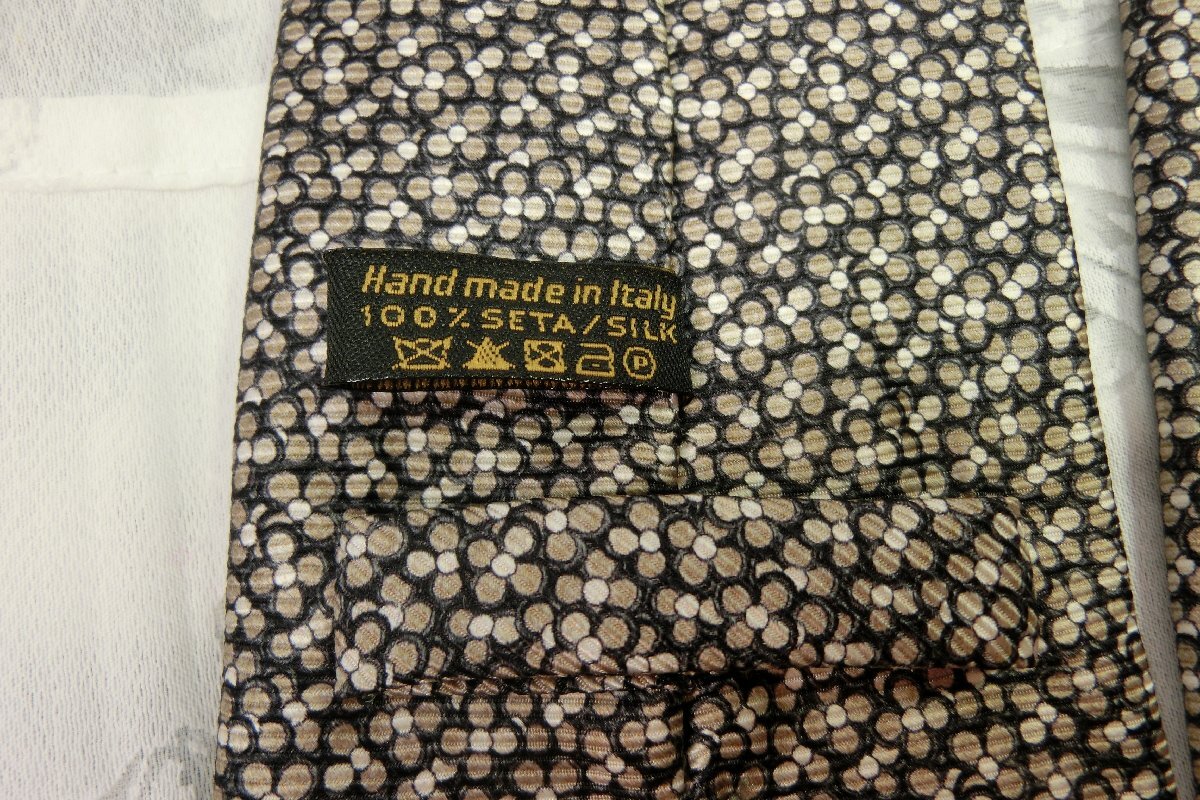 Hand made in Italy
100% SETA/SILK
P